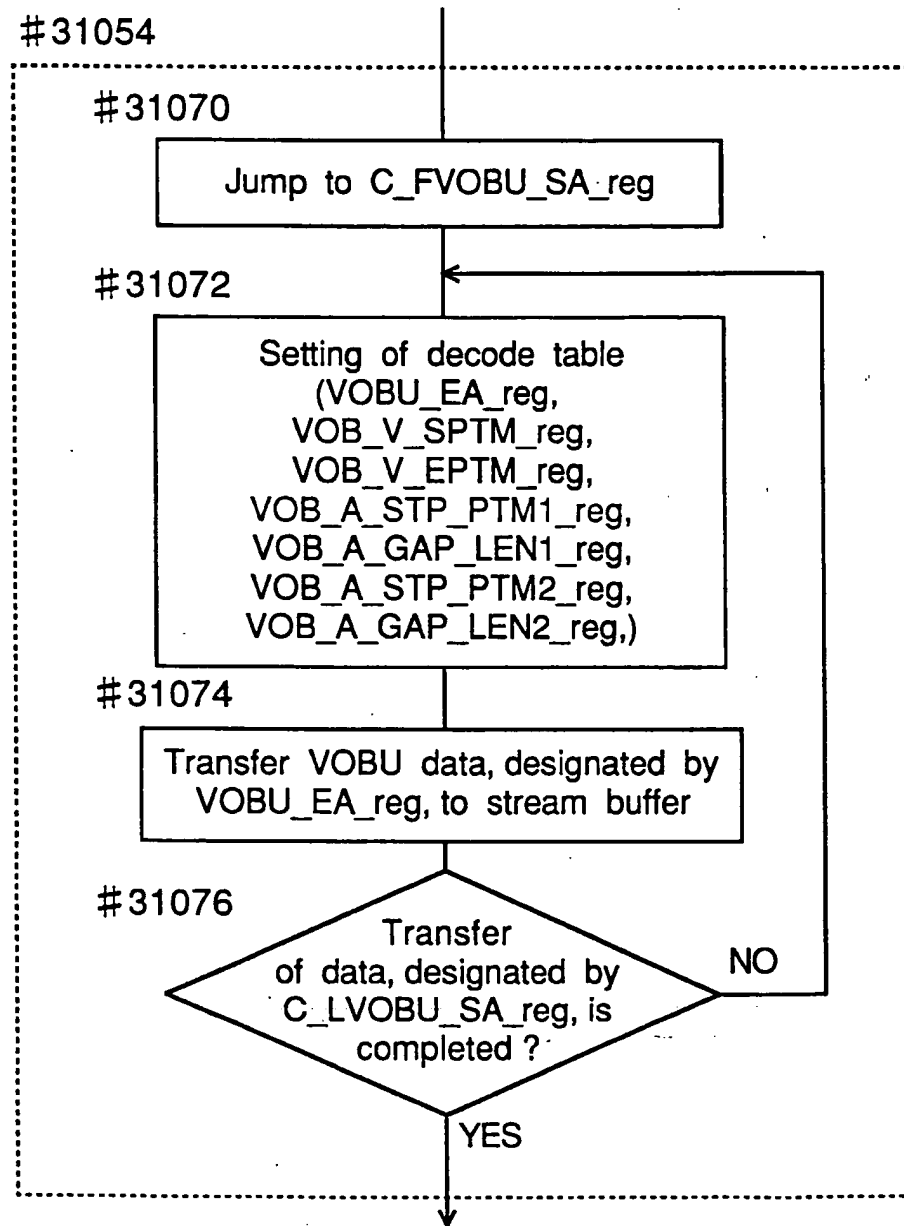 #31054
#31070
Jump to C_FVOBU_SA_reg
#31072
Setting of decode table
(VOBU_EA_reg,
VOB_V_SPTM_reg,
VOB_V_EPTM_reg,
VOB_A_STP_PTM1_reg,
VOB_A_GAP_LEN1_reg,
VOB_A_STP_PTM2_reg,
VOB_A_GAP_LEN2_reg,)
#31074
Transfer VOBU data, designated by
VOBU_EA_reg, to stream buffer
#31076
Transfer
of data, designated by
C_LVOBU_SA_reg, is
completed ?
NO
YES